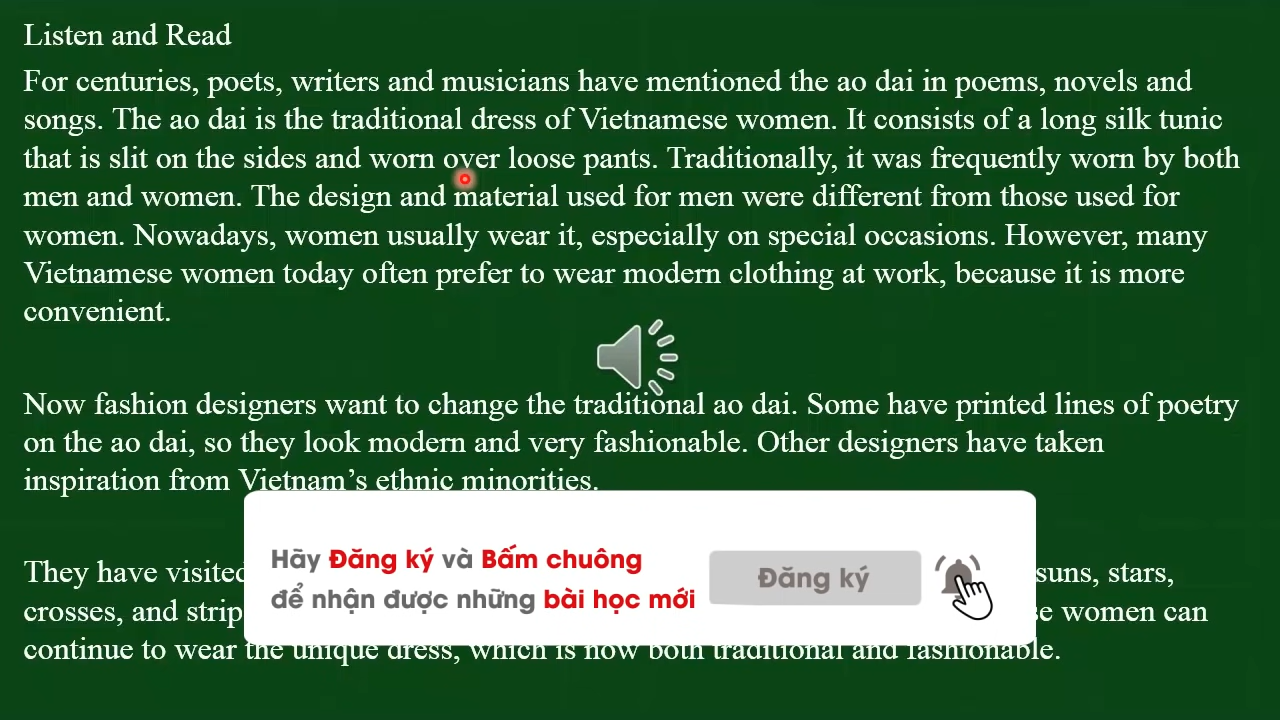 Listen and Read
For centuries, poets, writers and musicians have mentioned the ao dai in poems, novels and
songs. The ao dai is the traditional dress of Vietnamese women. It consists of a long silk tunic
that is slit on the sides and worn over loose pants. Traditionally, it was frequently worn by both
men and women. The design and material used for men were different from those used for
women. Nowadays, women usually wear it, especially on special occasions. However, many
Vietnamese women today often prefer to wear modern clothing at work, because it is more
convenient.
Now fashion designers want to change the traditional ao dai. Some have printed lines of poetry
on the ao dai, so they look modern and very fashionable. Other designers have taken
inspiration from Vietnam's ethnic minorities.
They have visited suns, stars,
crosses, and women can
continue to wear the unique dress, which is now both traditional and fashionable.
Hãy Đăng ký và Bấm chuông
để nhận được những bài học mới
Đăng ký